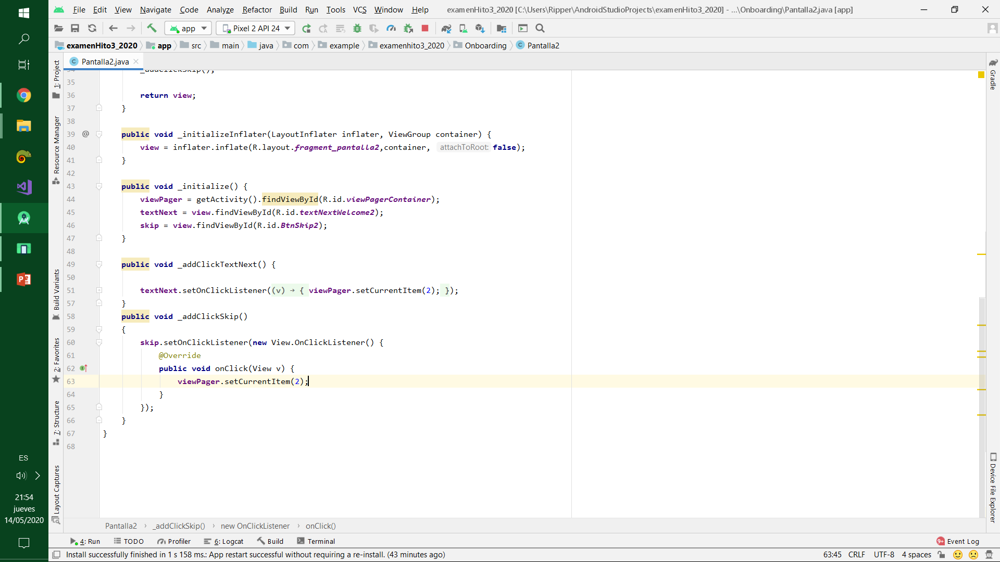 File Edit View Navigate Code Analyze Refactor Build Run Tools VCS Window Help examenHito3_2020 [C:\Users\Ripper\AndroidStudioProjects\examenHito3_2020] - ...\Onboarding\Pantalla2.java [app]
app Pixel 2 API 24
examenHito3_2020 app src main java com example examenhito3_2020 Onboarding Pantalla2
Pantalla2.java
34 _addClickSkip();
35
36 return view;
37 }
38
39 @ public void _initializeInflater(LayoutInflater inflater, ViewGroup container) {
40 view = inflater.inflate(R.layout.fragment_pantalla2,container, attachToRoot: false);
41 }
42
43 public void _initialize() {
44 viewPager = getActivity().findViewById(R.id.viewPagerContainer);
45 textNext = view.findViewById(R.id.textNextWelcome2);
46 skip = view.findViewById(R.id.BtnSkip2);
47 }
48
49 public void _addClickTextNext() {
50
51 textNext.setOnClickListener((v) → { viewPager.setCurrentItem(2); });
57 }
58 public void _addClickSkip()
59 {
60 skip.setOnClickListener(new View.OnClickListener() {
61 @Override
62 public void onClick(View v) {
63 viewPager.setCurrentItem(2);
64 }
65 });
66 }
67 }
68
1: Project
Resource Manager
Build Variants
2: Favorites
7: Structure
Layout Captures
Gradle
Device File Explorer
ES
21:54
jueves
14/05/2020
Pantalla2 › _addClickSkip() › new OnClickListener › onClick()
4: Run TODO Profiler 6: Logcat Build Terminal 9+ Event Log
Install successfully finished in 1 s 158 ms.: App restart successful without requiring a re-install. (43 minutes ago) 63:45 CRLF UTF-8 4 spaces